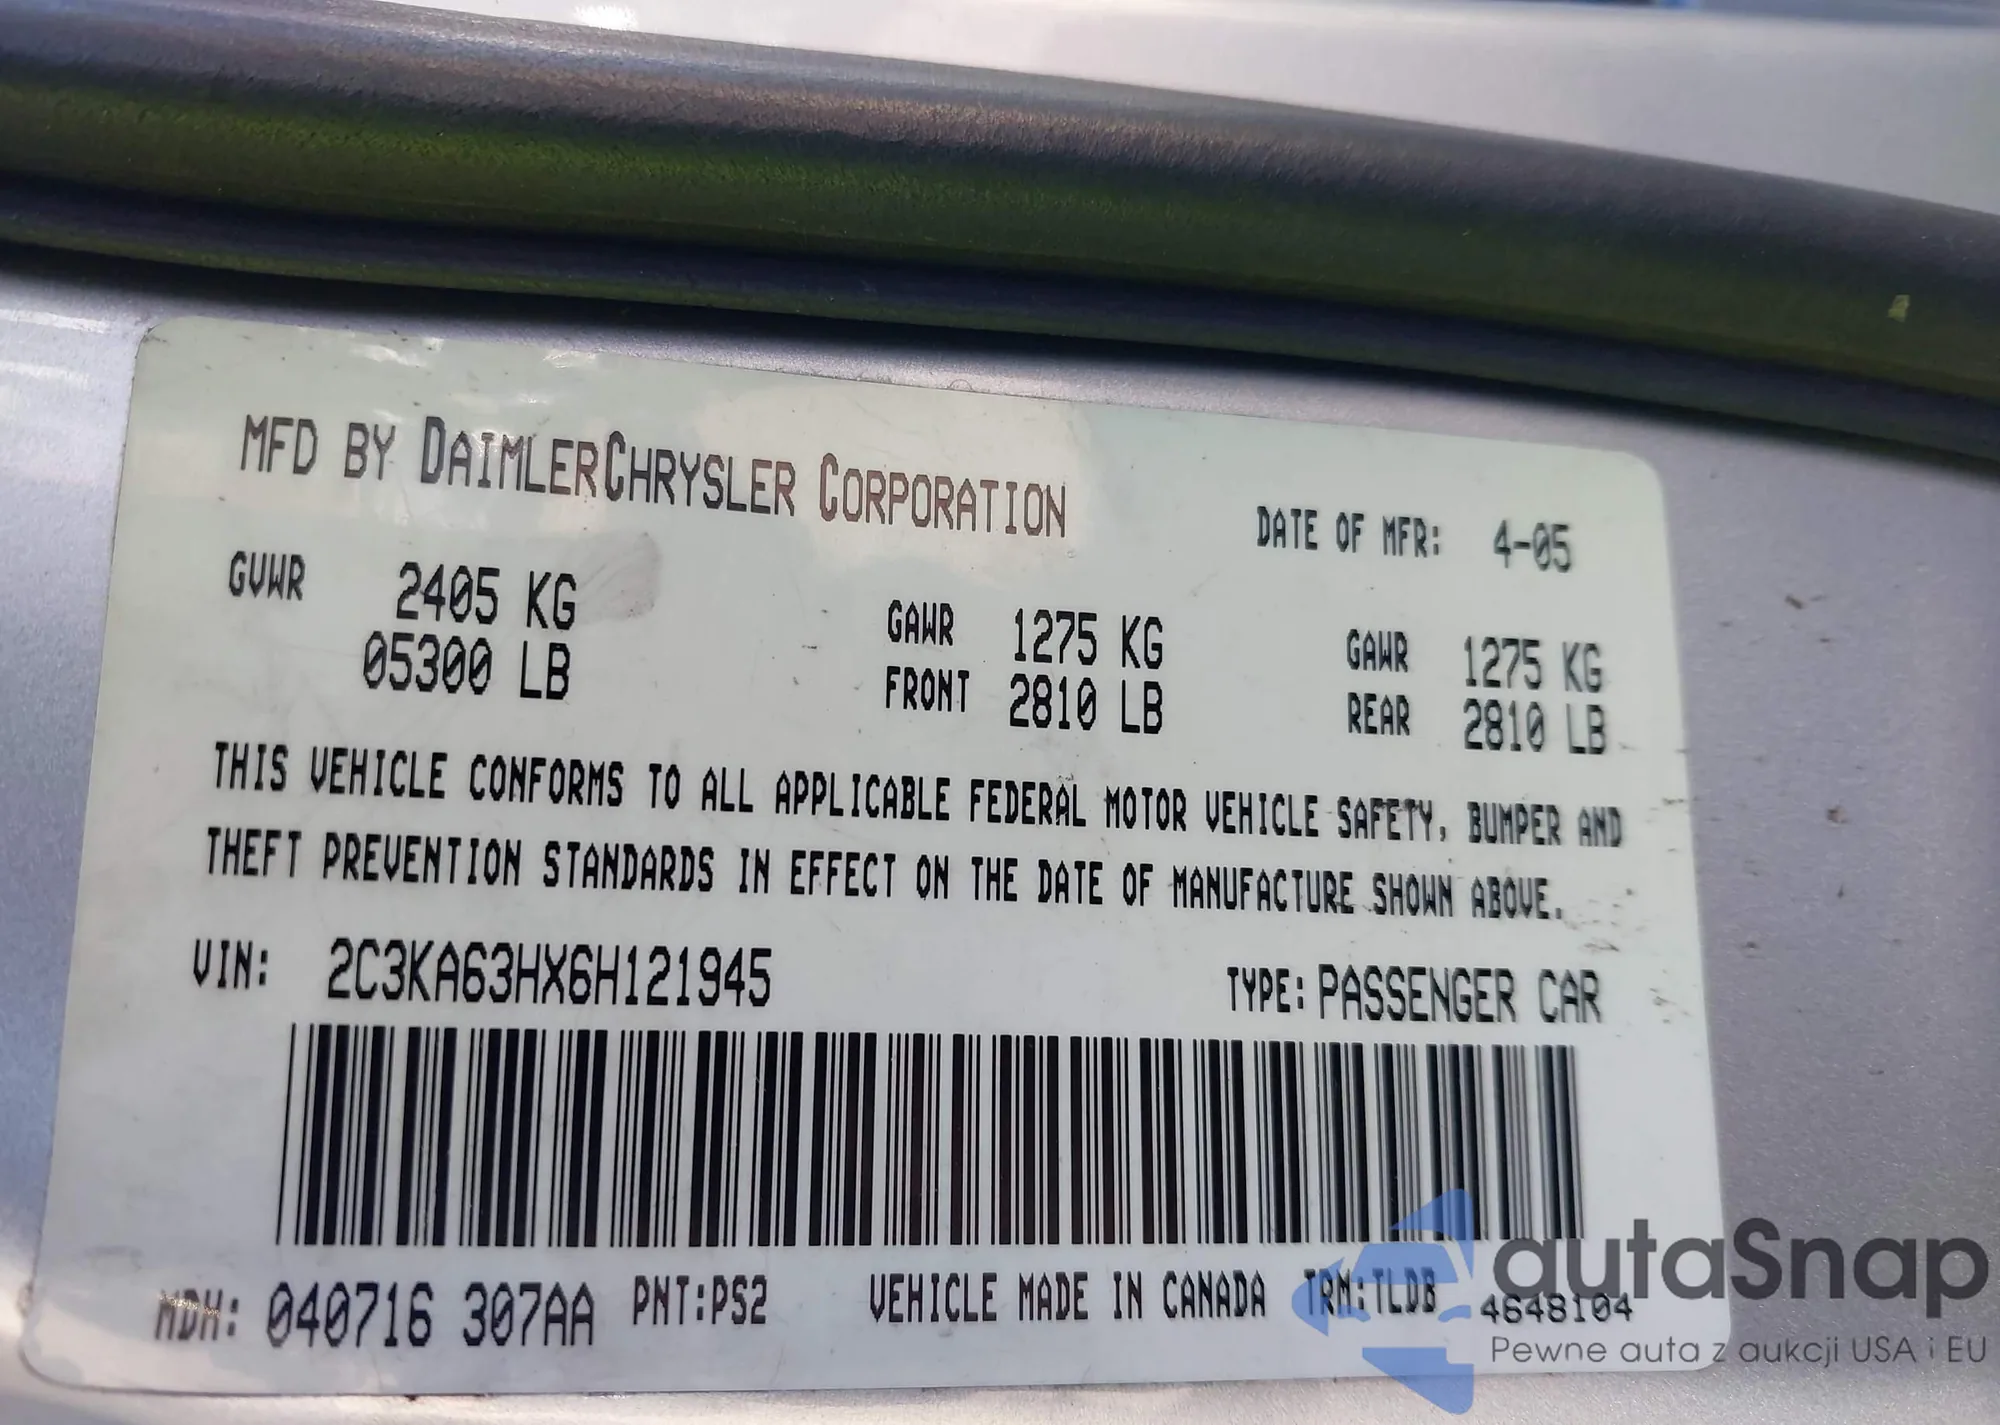 MFD BY DAIMLERCHRYSLER CORPORATION
DATE OF MFR: 4-05
GVWR 2405 KG
05300 LB
GAWR 1275 KG
FRONT 2810 LB
GAWR 1275 KG
REAR 2810 LB
THIS VEHICLE CONFORMS TO ALL APPLICABLE FEDERAL MOTOR VEHICLE SAFETY, BUMPER AND
THEFT PREVENTION STANDARDS IN EFFECT ON THE DATE OF MANUFACTURE SHOWN ABOVE.
VIN: 2C3KA63HX6H121945
TYPE: PASSENGER CAR
MDH: 040716 307AA PNT:PS2 VEHICLE MADE IN CANADA TRM:TLDB 4648104
autaSnap
Pewne auta z aukcji USA i EU